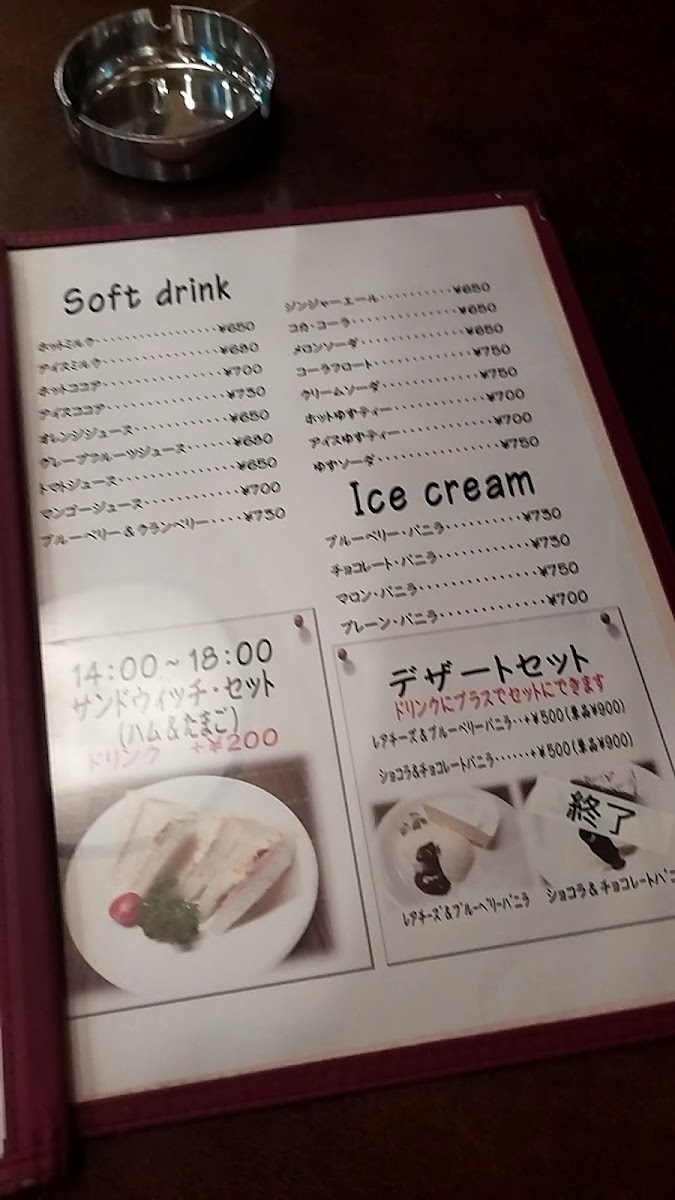 Soft drink
ホットミルク················¥650
アイスミルク················¥680
ホットココア················¥700
アイスココア················¥730
オレンジジュース············¥650
グレープフルーツジュース······¥680
トマトジュース··············¥650
マンゴージュース············¥700
ブルーベリー&クランベリー····¥730
ジンジャーエール··········¥650
コカ・コーラ··············¥650
メロンソーダ··············¥650
コーラフロート············¥750
クリームソーダ············¥750
ホットゆずティー··········¥700
アイスゆずティー··········¥700
ゆずソーダ··············¥750
Ice cream
ブルーベリー・バニラ········¥730
チョコレート・バニラ········¥730
マロン・バニラ············¥750
プレーン・バニラ············¥700
14:00~18:00
サンドウィッチ・セット
(ハム&たまご)
ドリンク +¥200
デザートセット
ドリンクにプラスでセットにできます
レアチーズ&ブルーベリーバニラ··+¥500(単品¥900)
ショコラ&チョコレートバニラ······+¥500(単品¥900)
終了
レアチーズ&ブルーベリーバニラ
ショコラ&チョコレートバニ